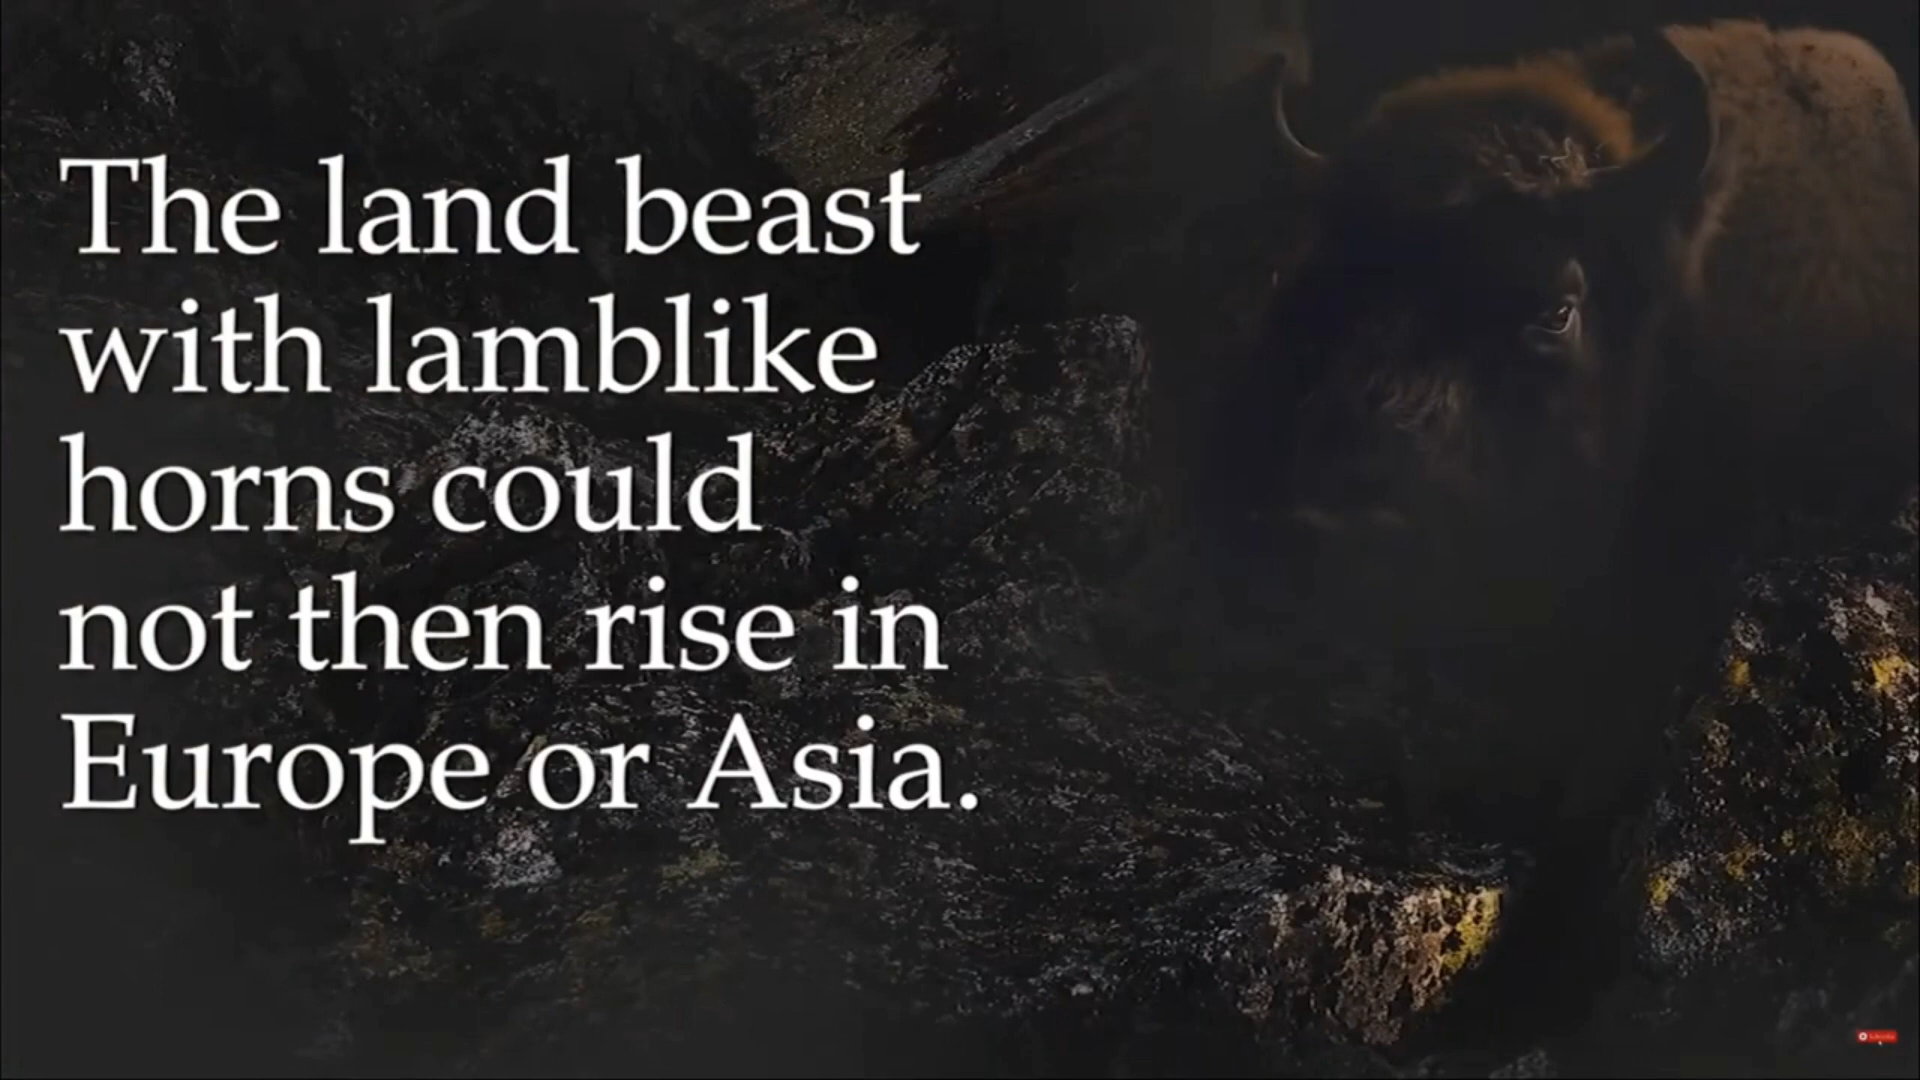 The land beast
with lamblike
horns could
not then rise in
Europe or Asia.